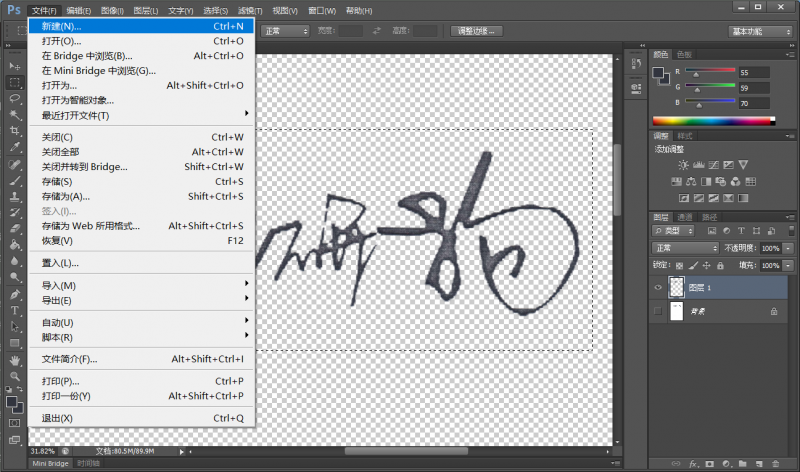 Ps 文件(F) 编辑(E) 图像(I) 图层(L) 文字(Y) 选择(S) 滤镜(T) 视图(V) 窗口(W) 帮助(H)
正常 宽度: 高度: 调整边缘... 基本功能
新建(N)... Ctrl+N
打开(O)... Ctrl+O
在 Bridge 中浏览(B)... Alt+Ctrl+O
在 Mini Bridge 中浏览(G)...
打开为... Alt+Shift+Ctrl+O
打开为智能对象...
最近打开文件(T)
关闭(C) Ctrl+W
关闭全部 Alt+Ctrl+W
关闭并转到 Bridge... Shift+Ctrl+W
存储(S) Ctrl+S
存储为(A)... Shift+Ctrl+S
签入(I)...
存储为 Web 所用格式... Alt+Shift+Ctrl+S
恢复(V) F12
置入(L)...
导入(M)
导出(E)
自动(U)
脚本(R)
文件简介(F)... Alt+Shift+Ctrl+I
打印(P)... Ctrl+P
打印一份(Y) Alt+Shift+Ctrl+P
退出(X) Ctrl+Q
31.82% 文档:80.5M/89.9M
Mini Bridge 时间轴
颜色 色板
R 55
G 59
B 70
调整 样式
添加调整
图层 通道 路径
类型
正常 不透明度: 100%
锁定: 填充: 100%
图层 1
背景
fx